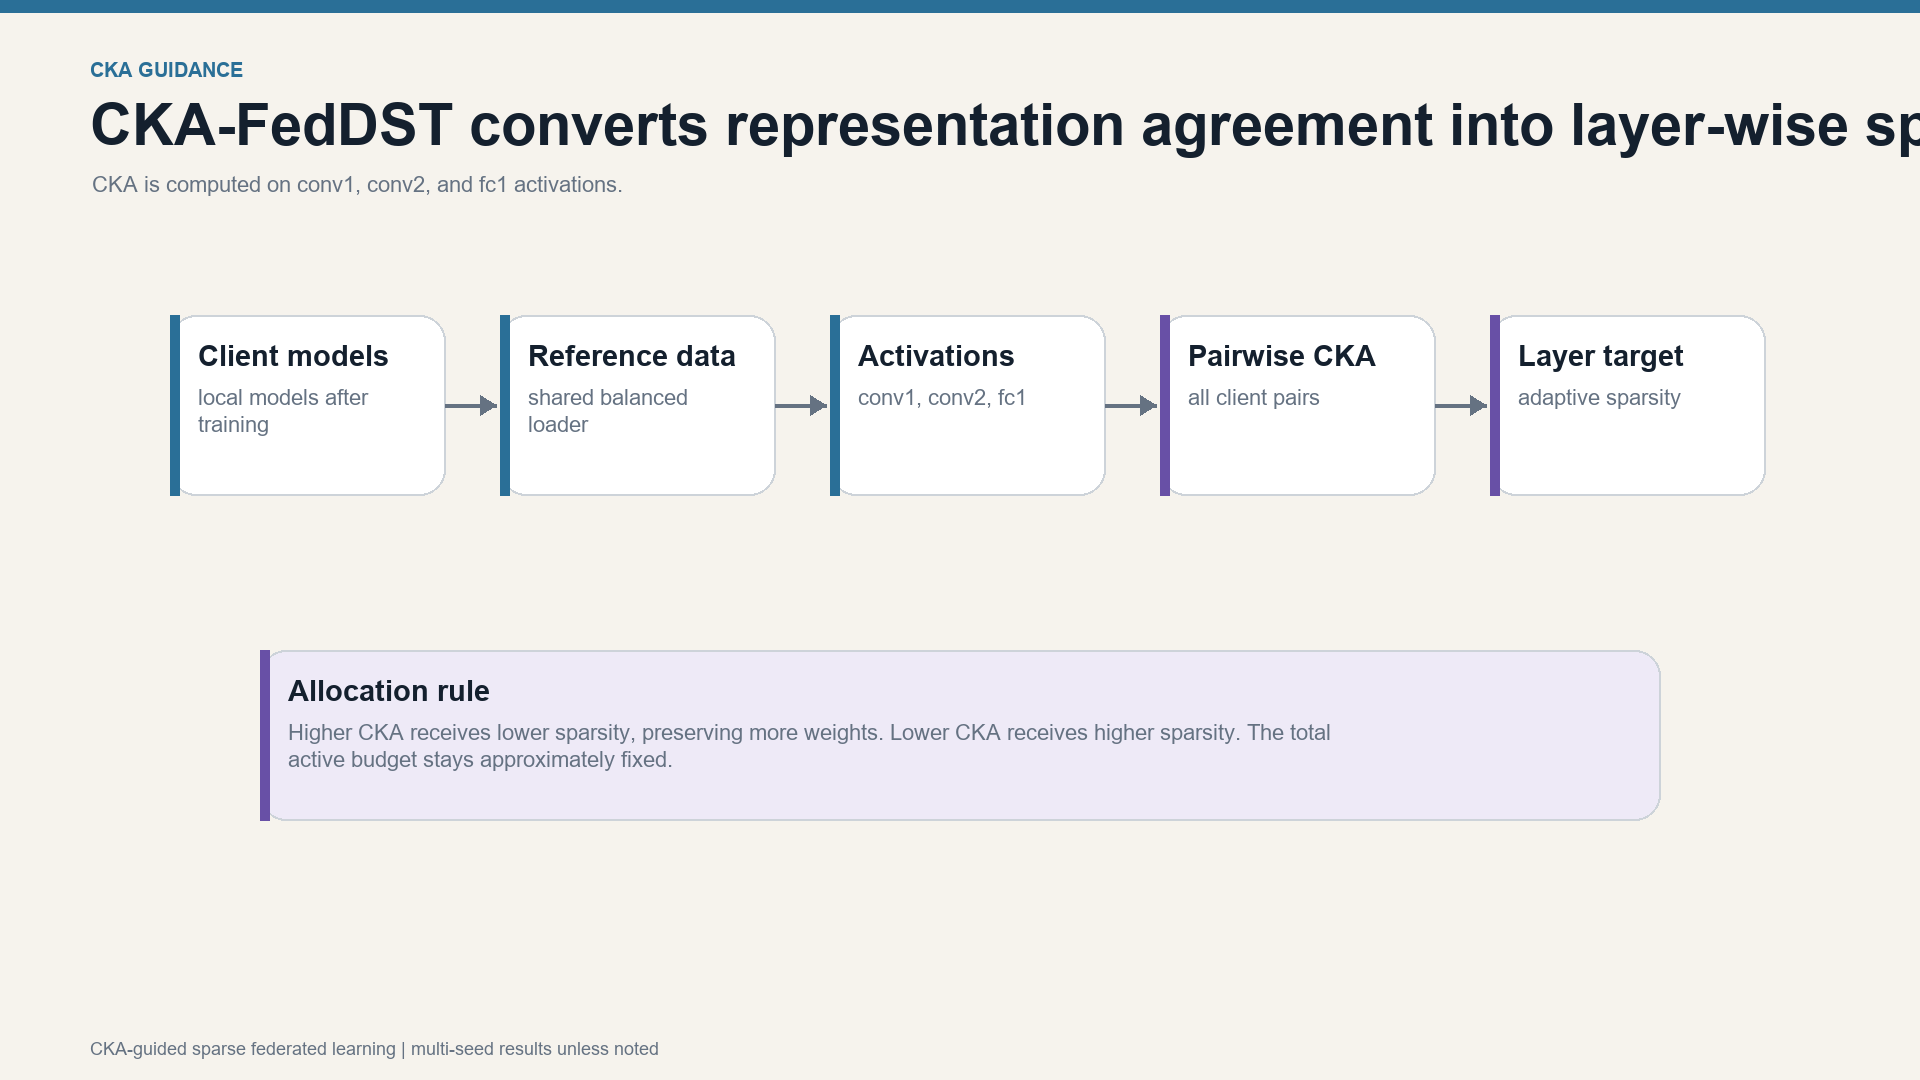 CKA GUIDANCE
CKA-FedDST converts representation agreement into layer-wise sp
CKA is computed on conv1, conv2, and fc1 activations.
Client models
local models after
training
Reference data
shared balanced
loader
Activations
conv1, conv2, fc1
Pairwise CKA
all client pairs
Layer target
adaptive sparsity
Allocation rule
Higher CKA receives lower sparsity, preserving more weights. Lower CKA receives higher sparsity. The total
active budget stays approximately fixed.
CKA-guided sparse federated learning | multi-seed results unless noted